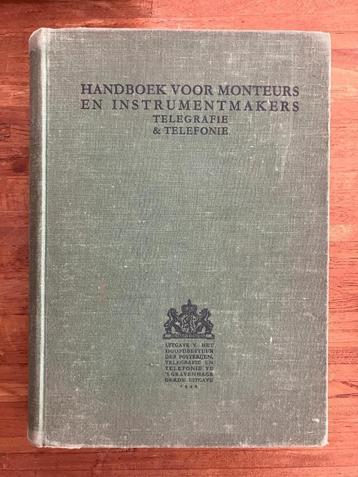 HANDBOEK VOOR MONTEURS
EN INSTRUMENTMAKERS
TELEGRAFIE
& TELEFONIE
UITGAVE V. HET
HOOFDBESTUUR
DER POSTERIJEN,
TELEGRAFIE EN
TELEFONIE TE
'S GRAVENHAGE
DERDE UITGAVE